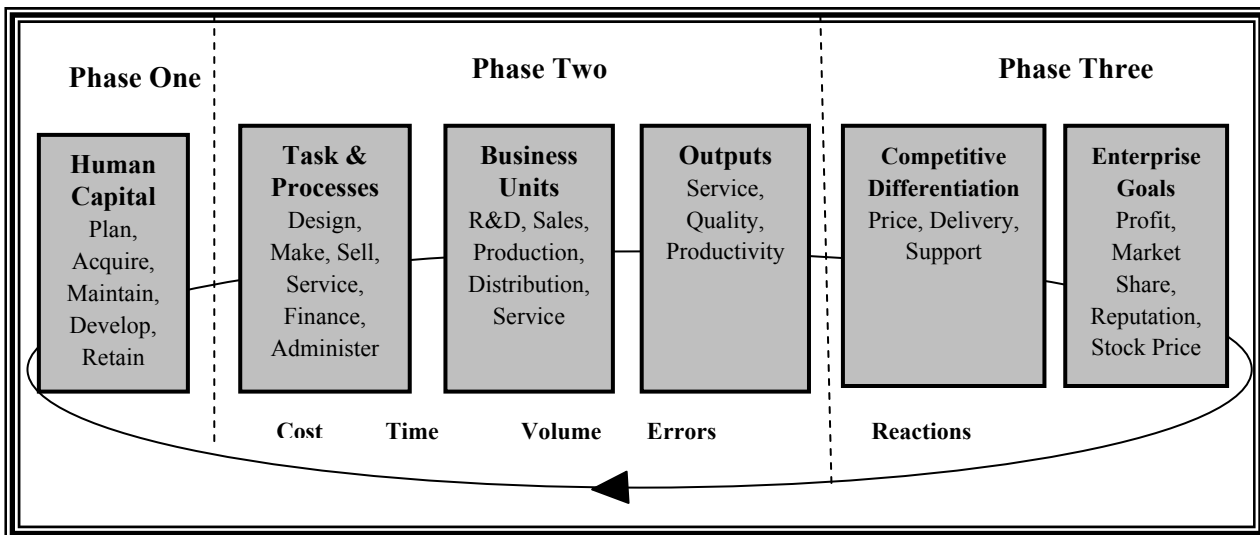 Phase One
Phase Two
Phase Three
Human
Capital
Plan,
Acquire,
Maintain,
Develop,
Retain
Task &
Processes
Design,
Make, Sell,
Service,
Finance,
Administer
Business
Units
R&D, Sales,
Production,
Distribution,
Service
Outputs
Service,
Quality,
Productivity
Competitive
Differentiation
Price, Delivery,
Support
Enterprise
Goals
Profit,
Market
Share,
Reputation,
Stock Price
Cost Time Volume Errors Reactions